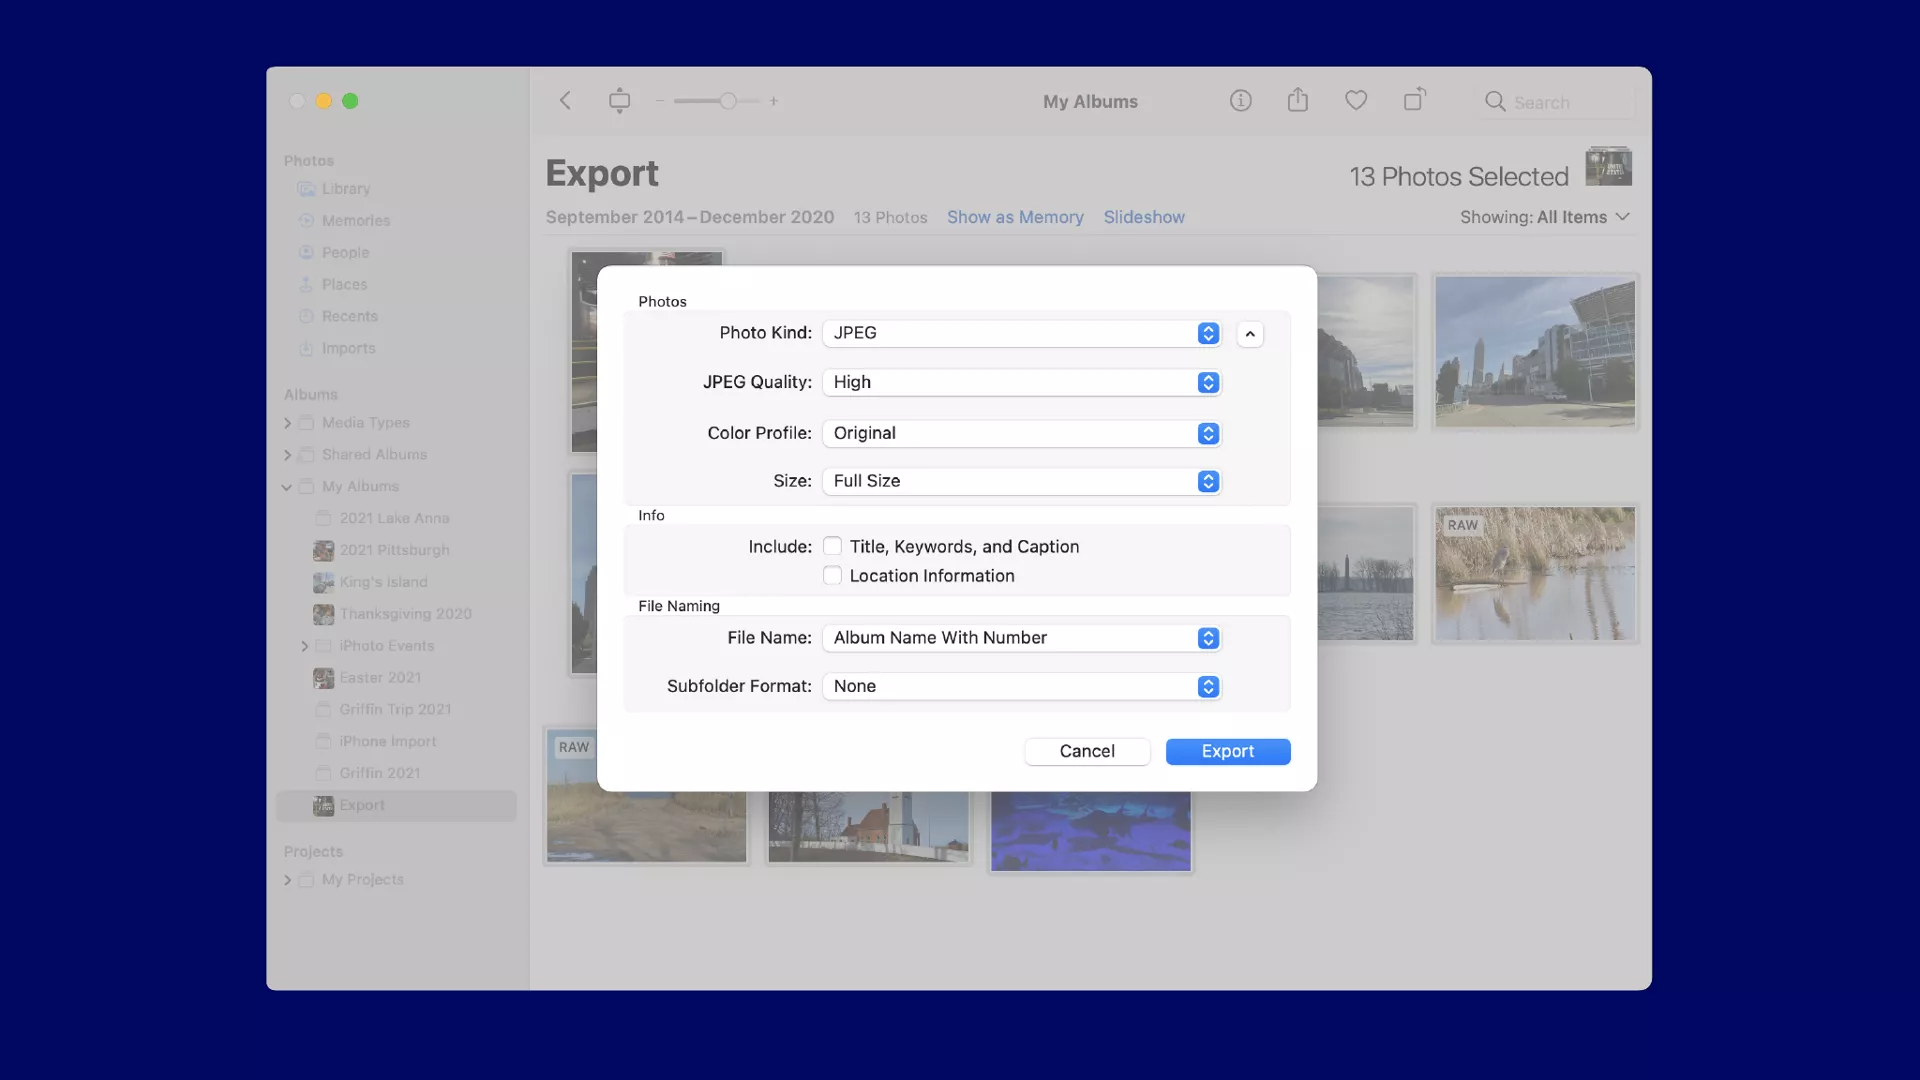 My Albums
Search
Photos
Library
Memories
People
Places
Recents
Imports
Albums
Media Types
Shared Albums
My Albums
2021 Lake Anna
2021 Pittsburgh
King's Island
Thanksgiving 2020
iPhoto Events
Easter 2021
Griffin Trip 2021
iPhone Import
Griffin 2021
Export
Projects
My Projects
Export
13 Photos Selected
September 2014–December 2020 13 Photos Show as Memory Slideshow
Showing: All Items
Photos
Photo Kind: JPEG
JPEG Quality: High
Color Profile: Original
Size: Full Size
Info
Include: Title, Keywords, and Caption
Location Information
File Naming
File Name: Album Name With Number
Subfolder Format: None
Cancel Export
RAW
RAW